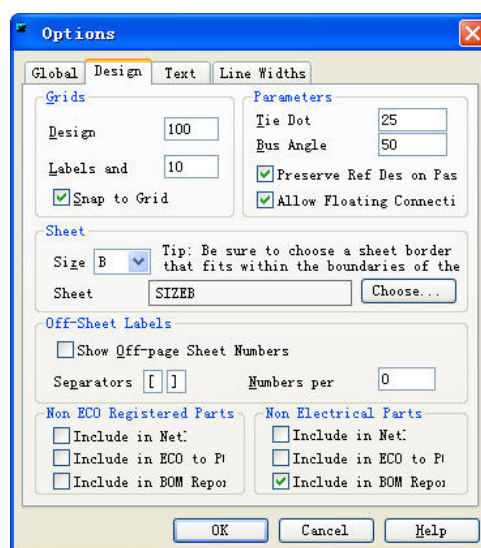 Options
Global Design Text Line Widths
Grids
Design 100
Labels and 10
Snap to Grid
Parameters
Tie Dot 25
Bus Angle 50
Preserve Ref Des on Pas
Allow Floating Connecti
Sheet
Size B
Tip: Be sure to choose a sheet border
that fits within the boundaries of the
Sheet SIZEB Choose...
Off-Sheet Labels
Show Off-page Sheet Numbers
Separators [ ] Numbers per 0
Non ECO Registered Parts
Include in Net
Include in ECO to P
Include in BOM Repor
Non Electrical Parts
Include in Net
Include in ECO to P
Include in BOM Repor
OK Cancel Help